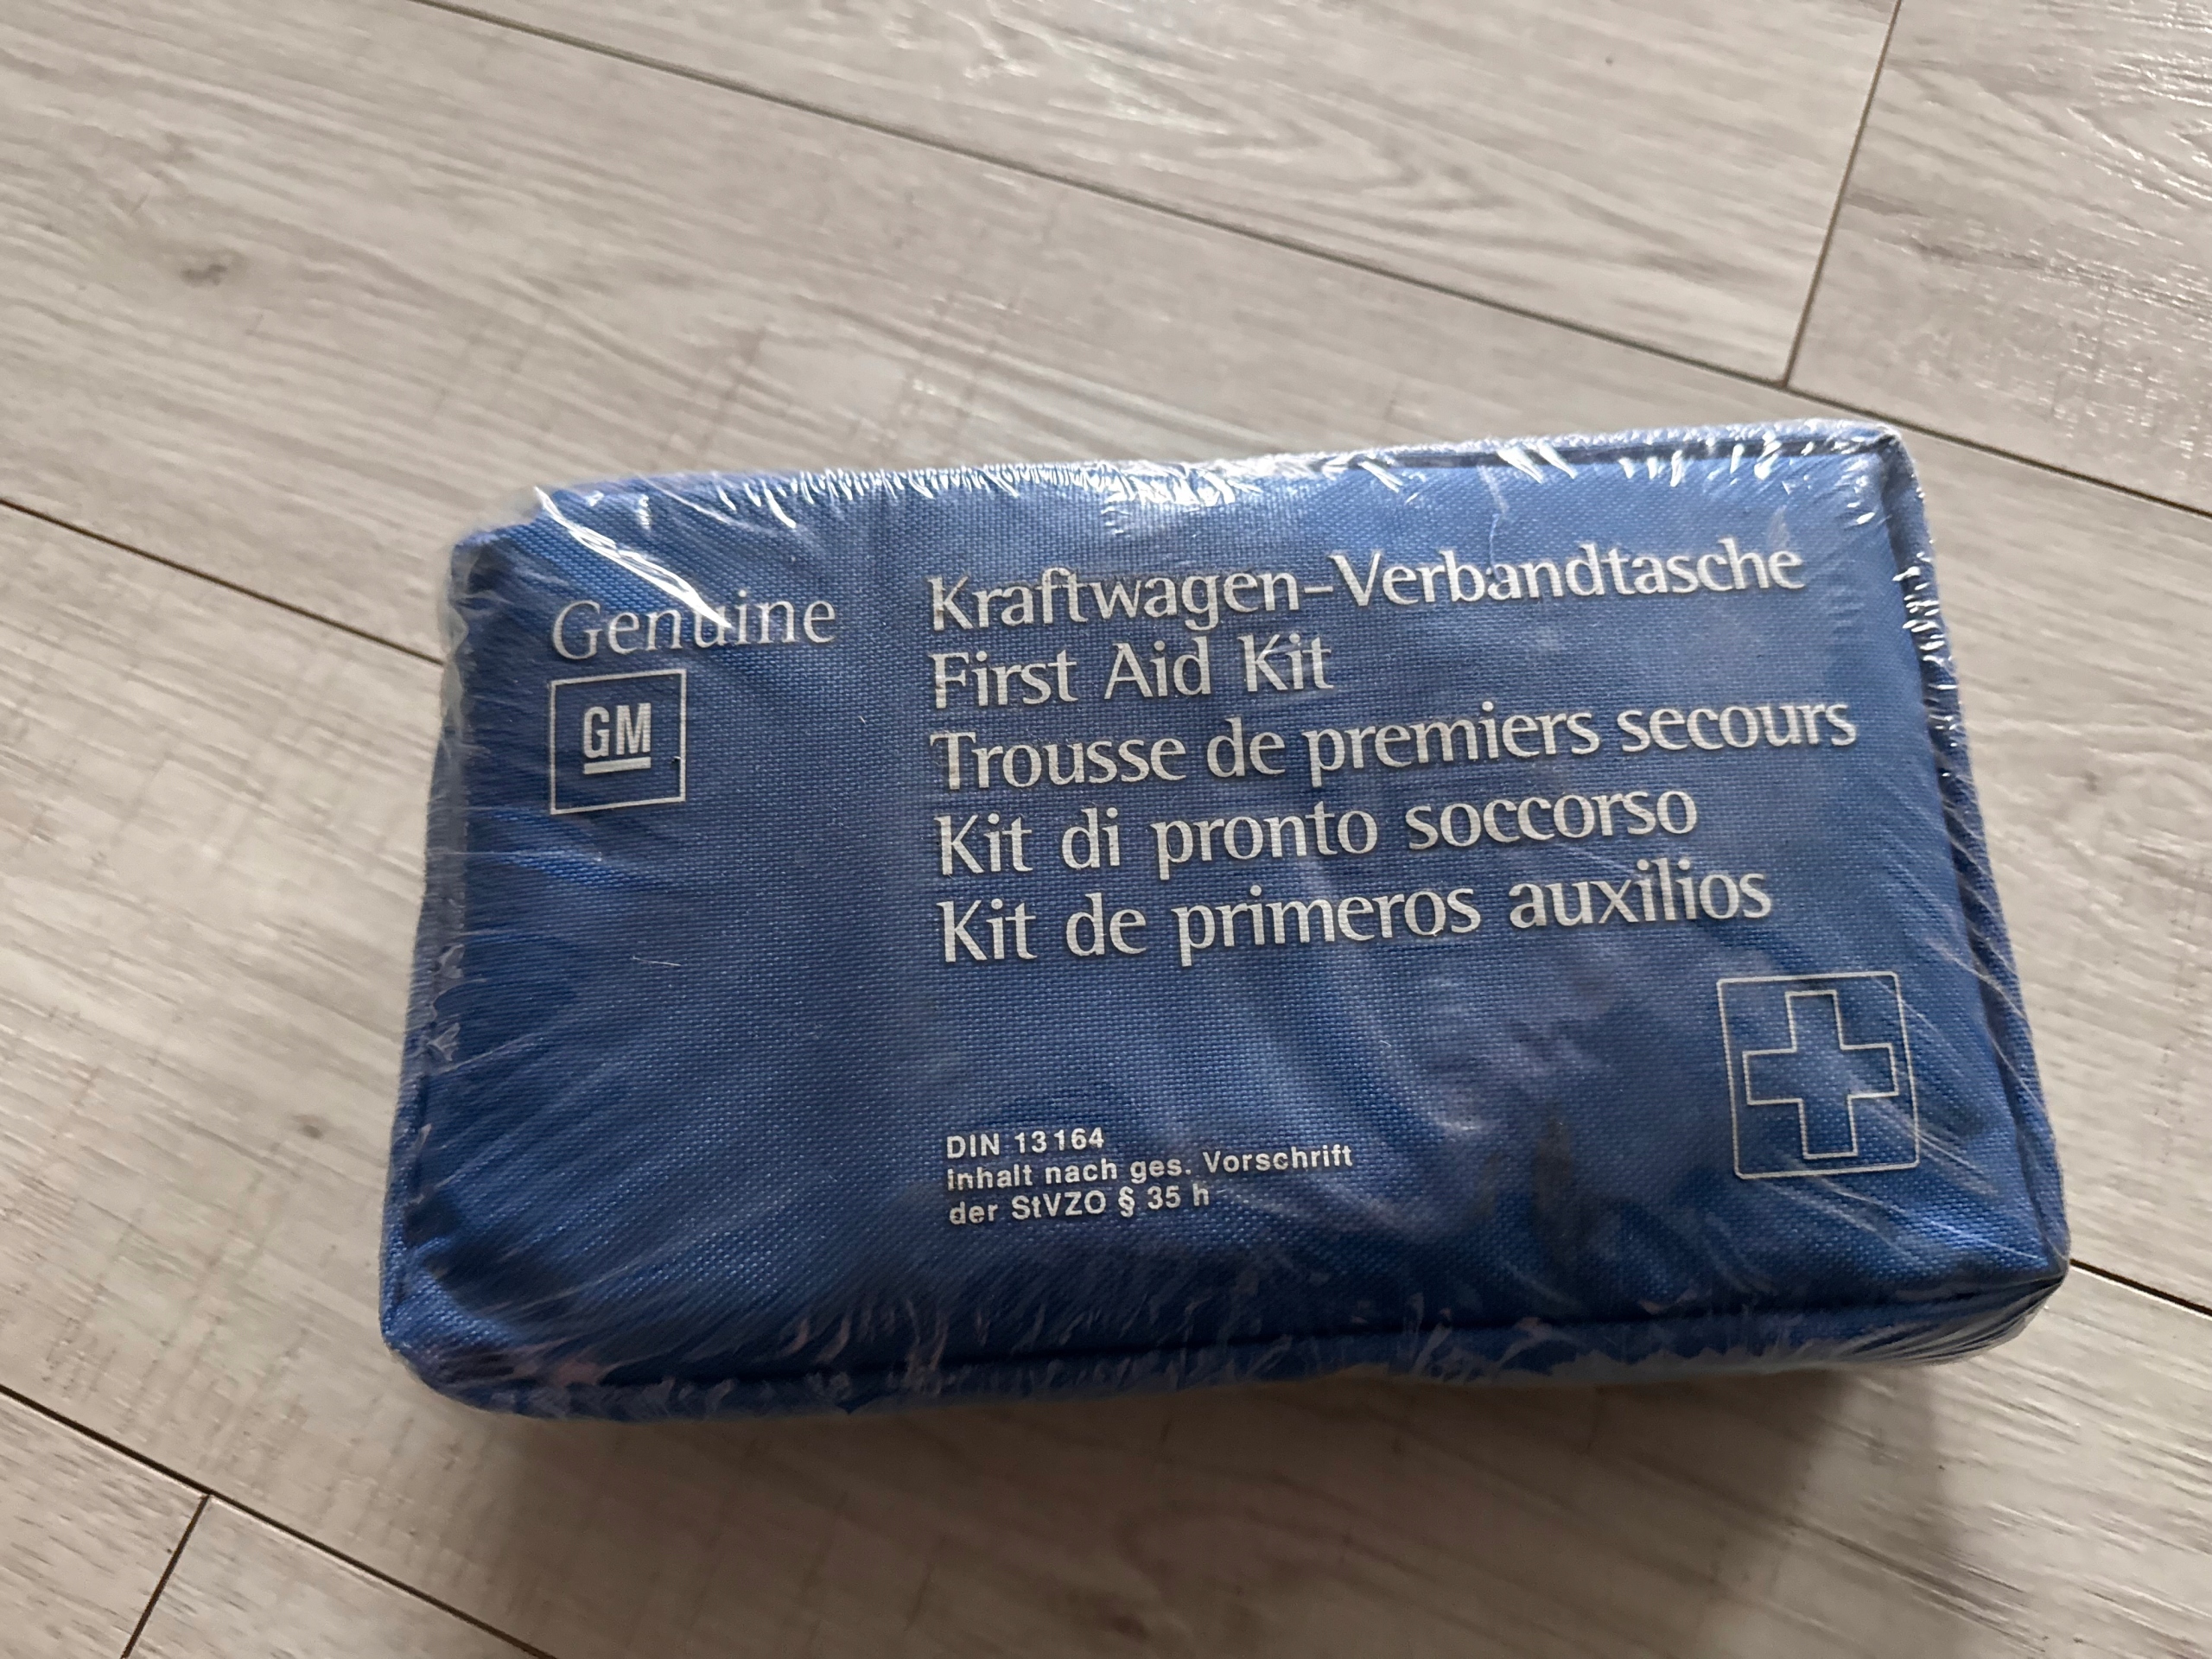 Genuine
GM
Kraftwagen-Verbandtasche
First Aid Kit
Trousse de premiers secours
Kit di pronto soccorso
Kit de primeros auxilios
DIN 13164
Inhalt nach ges. Vorschrift
der StVZO § 35 h